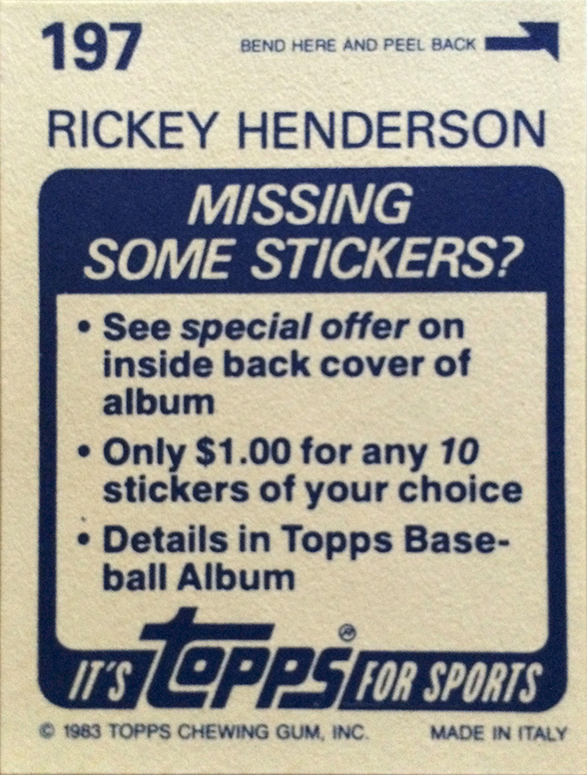 197 BEND HERE AND PEEL BACK
RICKEY HENDERSON
MISSING
SOME STICKERS?
• See special offer on
inside back cover of
album
• Only $1.00 for any 10
stickers of your choice
• Details in Topps Base-
ball Album
IT'S TOPPS ® FOR SPORTS
© 1983 TOPPS CHEWING GUM, INC. MADE IN ITALY